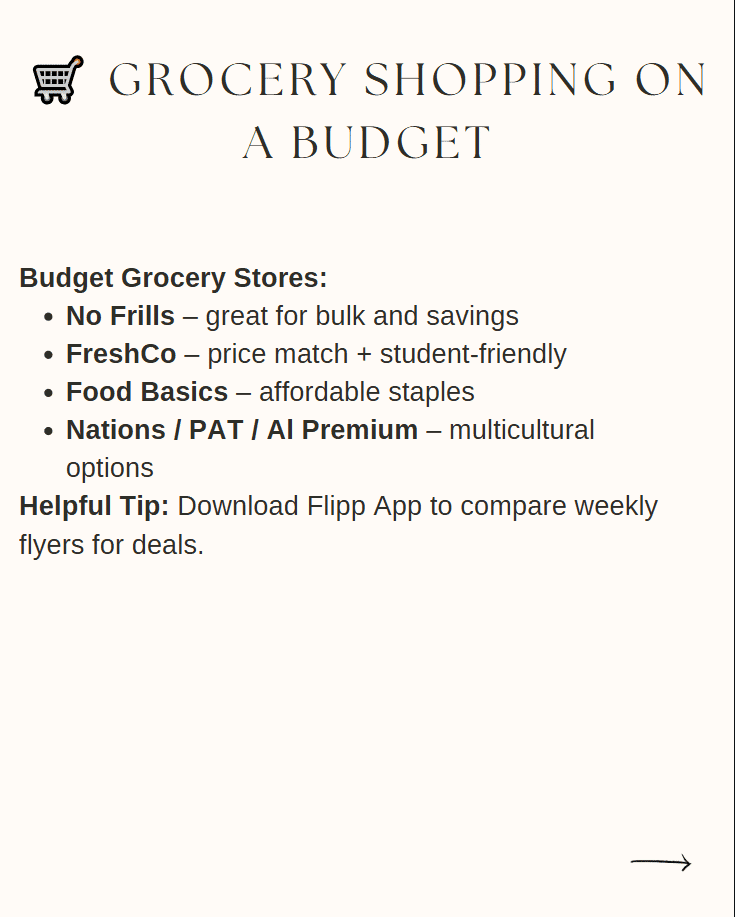 GROCERY SHOPPING ON
A BUDGET
Budget Grocery Stores:
• No Frills – great for bulk and savings
• FreshCo – price match + student-friendly
• Food Basics – affordable staples
• Nations / PAT / Al Premium – multicultural
options
Helpful Tip: Download Flipp App to compare weekly
flyers for deals.